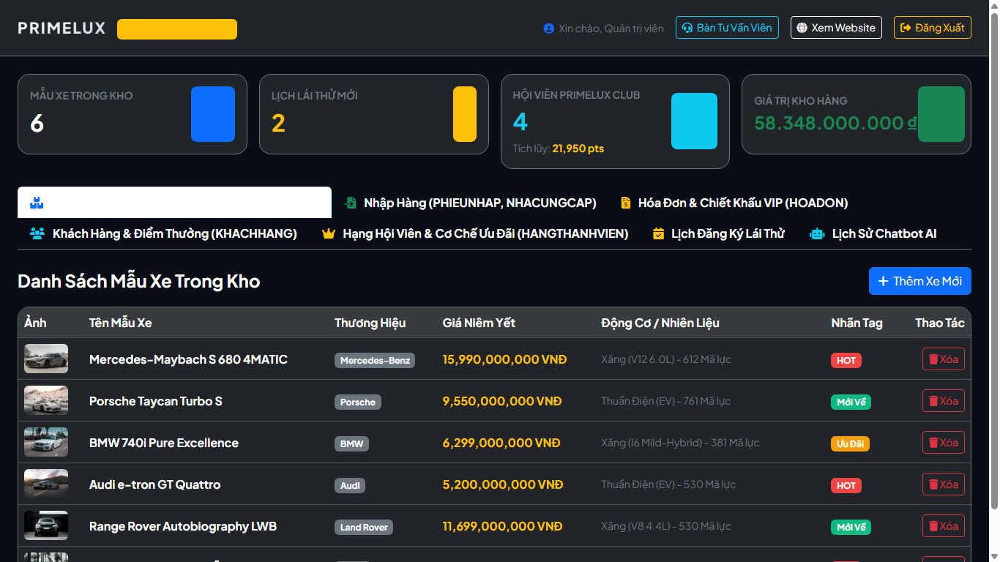 PRIMELUX
Xin chào, Quản trị viên
Bàn Tư Vấn Viên
Xem Website
Đăng Xuất
MẪU XE TRONG KHO
6
LỊCH LÁI THỬ MỚI
2
HỘI VIÊN PRIMELUX CLUB
4
Tích lũy: 21,950 pts
GIÁ TRỊ KHO HÀNG
58.348.000.000 ₫
Nhập Hàng (PHIEUNHAP, NHACUNGCAP)
Hóa Đơn & Chiết Khấu VIP (HOADON)
Khách Hàng & Điểm Thưởng (KHACHHANG)
Hạng Hội Viên & Cơ Chế Ưu Đãi (HANGTHANHVIEN)
Lịch Đăng Ký Lái Thử
Lịch Sử Chatbot AI
Danh Sách Mẫu Xe Trong Kho
Thêm Xe Mới
Ảnh Tên Mẫu Xe Thương Hiệu Giá Niêm Yết Động Cơ / Nhiên Liệu Nhãn Tag Thao Tác
Mercedes-Maybach S 680 4MATIC Mercedes-Benz 15,990,000,000 VNĐ Xăng (V12 6.0L) - 612 Mã lực HOT Xóa
Porsche Taycan Turbo S Porsche 9,550,000,000 VNĐ Thuần Điện (EV) - 761 Mã lực Mới Về Xóa
BMW 740i Pure Excellence BMW 6,299,000,000 VNĐ Xăng (I6 Mild-Hybrid) - 381 Mã lực Ưu Đãi Xóa
Audi e-tron GT Quattro Audi 5,200,000,000 VNĐ Thuần Điện (EV) - 530 Mã lực HOT Xóa
Range Rover Autobiography LWB Land Rover 11,699,000,000 VNĐ Xăng (V8 4.4L) - 530 Mã lực Mới Về Xóa